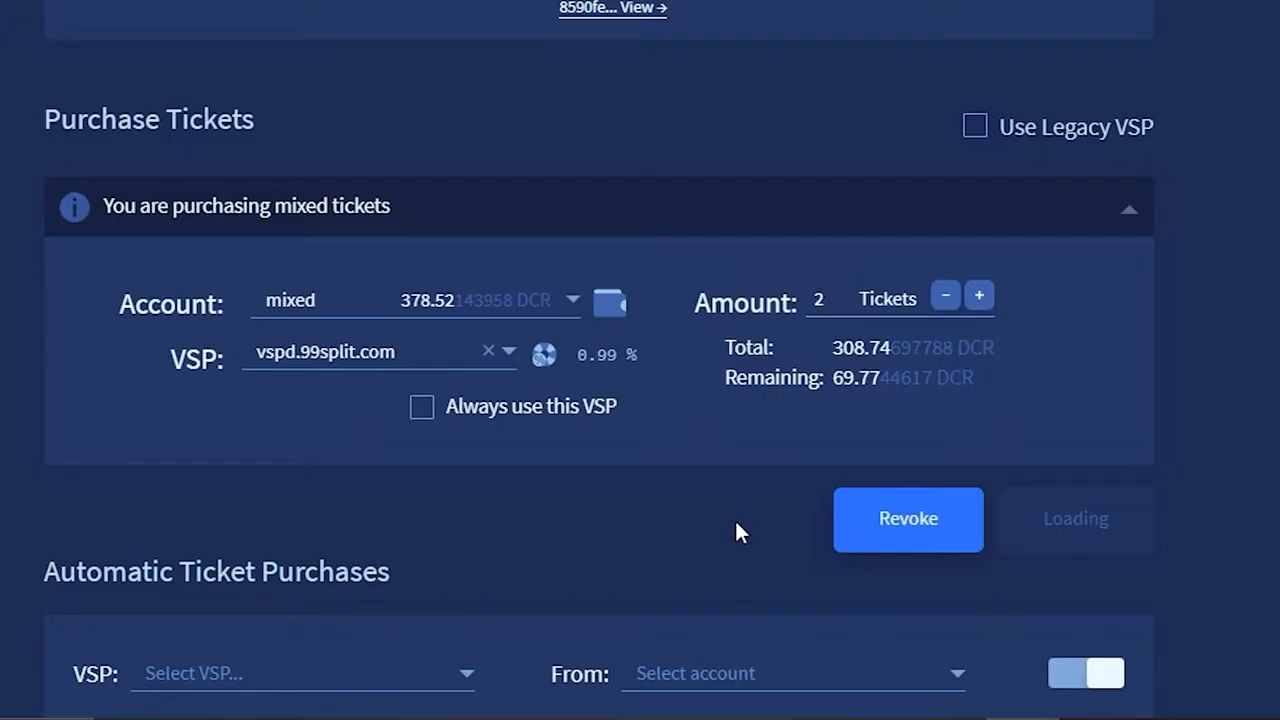 8590fe... View →
Purchase Tickets
Use Legacy VSP
You are purchasing mixed tickets
Account: mixed 378.52143958 DCR
Amount: 2 Tickets - +
VSP: vspd.99split.com × % 0.99 %
Total: 308.74697788 DCR
Remaining: 69.7744617 DCR
Always use this VSP
Revoke Loading
Automatic Ticket Purchases
VSP: Select VSP... From: Select account